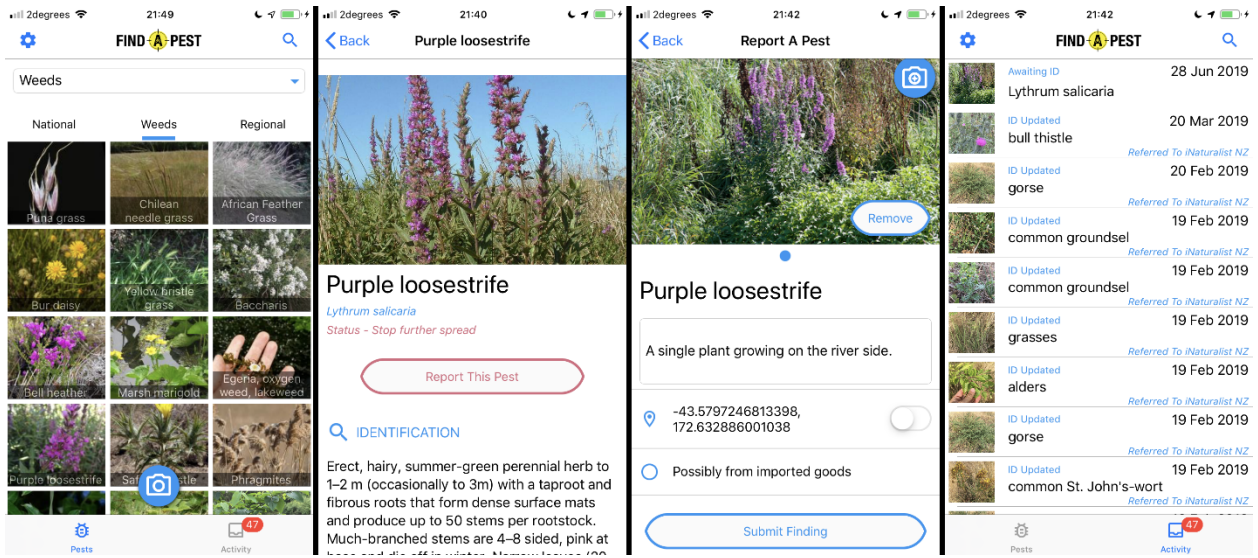 2degrees 21:49
FIND A PEST
Weeds
National Weeds Regional
Puna grass
Chilean
needle grass
African Feather
Grass
Bur daisy
Yellow bristle
grass
Baccharis
Bell heather
Marsh marigold
Egeria, oxygen
weed, lakeweed
Purple loosestrife
Phragmites
Pests
47
Activity
2degrees 21:40
Back Purple loosestrife
Purple loosestrife
Lythrum salicaria
Status - Stop further spread
Report This Pest
IDENTIFICATION
Erect, hairy, summer-green perennial herb to
1–2 m (occasionally to 3m) with a taproot and
fibrous roots that form dense surface mats
and produce up to 50 stems per rootstock.
Much-branched stems are 4–8 sided, pink at
2degrees 21:42
Back Report A Pest
Remove
Purple loosestrife
A single plant growing on the river side.
-43.5797246813398,
172.632886001038
Possibly from imported goods
Submit Finding
2degrees 21:42
FIND A PEST
Awaiting ID 28 Jun 2019
Lythrum salicaria
ID Updated 20 Mar 2019
bull thistle
Referred To iNaturalist NZ
ID Updated 20 Feb 2019
gorse
Referred To iNaturalist NZ
ID Updated 19 Feb 2019
common groundsel
Referred To iNaturalist NZ
ID Updated 19 Feb 2019
common groundsel
Referred To iNaturalist NZ
ID Updated 19 Feb 2019
grasses
Referred To iNaturalist NZ
ID Updated 19 Feb 2019
alders
Referred To iNaturalist NZ
ID Updated 19 Feb 2019
gorse
Referred To iNaturalist NZ
ID Updated 19 Feb 2019
common St. John's-wort
Referred To iNaturalist NZ
Pests
47
Activity